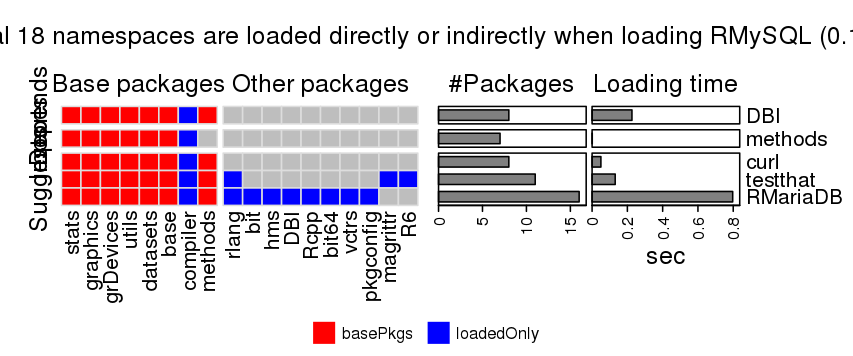 al 18 namespaces are loaded directly or indirectly when loading RMySQL (0.1
Base packages Other packages #Packages Loading time
DBI
methods
curl
testthat
RMariaDB
Suggests
stats
graphics
grDevices
utils
datasets
base
compiler
methods
rlang
bit
hms
DBI
Rcpp
bit64
vctrs
pkgconfig
magrittr
R6
0 5 10 15
0 0.2 0.4 0.6 0.8
sec
basePkgs loadedOnly